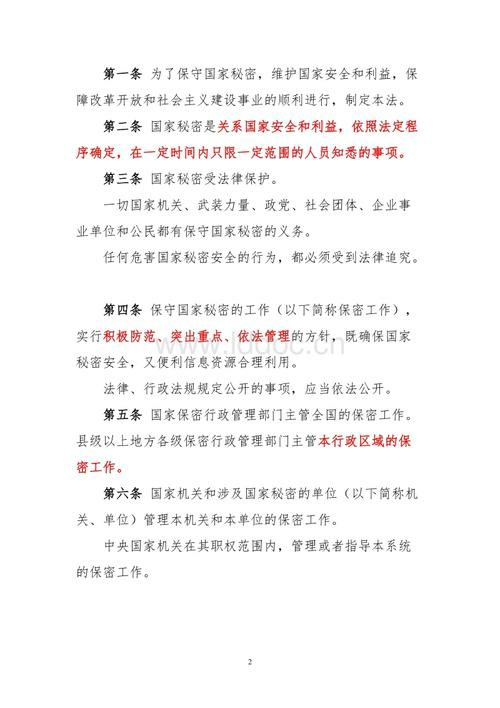 第一条 为了保守国家秘密，维护国家安全和利益，保
障改革开放和社会主义建设事业的顺利进行，制定本法。
第二条 国家秘密是关系国家安全和利益，依照法定程
序确定，在一定时间内只限一定范围的人员知悉的事项。
第三条 国家秘密受法律保护。
一切国家机关、武装力量、政党、社会团体、企业事
业单位和公民都有保守国家秘密的义务。
任何危害国家秘密安全的行为，都必须受到法律追究。
第四条 保守国家秘密的工作（以下简称保密工作），
实行积极防范、突出重点、依法管理的方针，既确保国家
秘密安全，又便利信息资源合理利用。
法律、行政法规规定公开的事项，应当依法公开。
第五条 国家保密行政管理部门主管全国的保密工作。
县级以上地方各级保密行政管理部门主管本行政区域的保
密工作。
第六条 国家机关和涉及国家秘密的单位（以下简称机
关、单位）管理本机关和本单位的保密工作。
中央国家机关在其职权范围内，管理或者指导本系统
的保密工作。
2